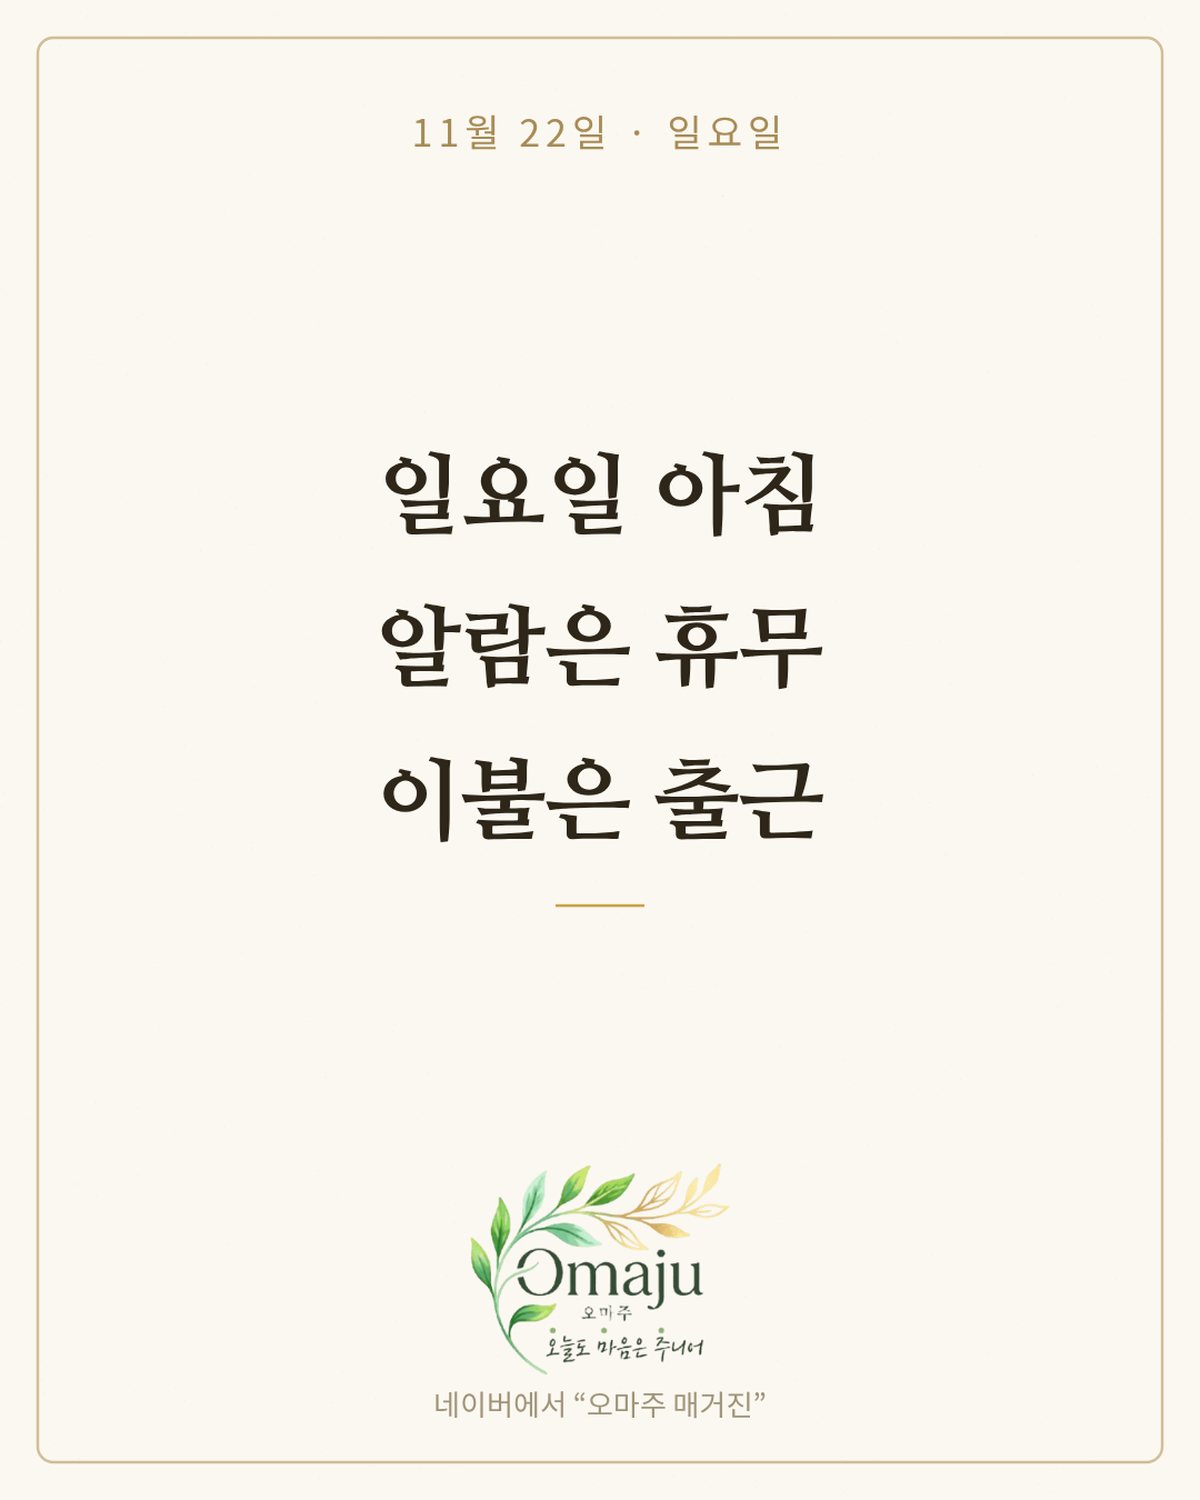 11월 22일 · 일요일
일요일 아침
알람은 휴무
이불은 출근
Omaju
오마주
오늘도 마음은 주니어
네이버에서 “오마주 매거진”